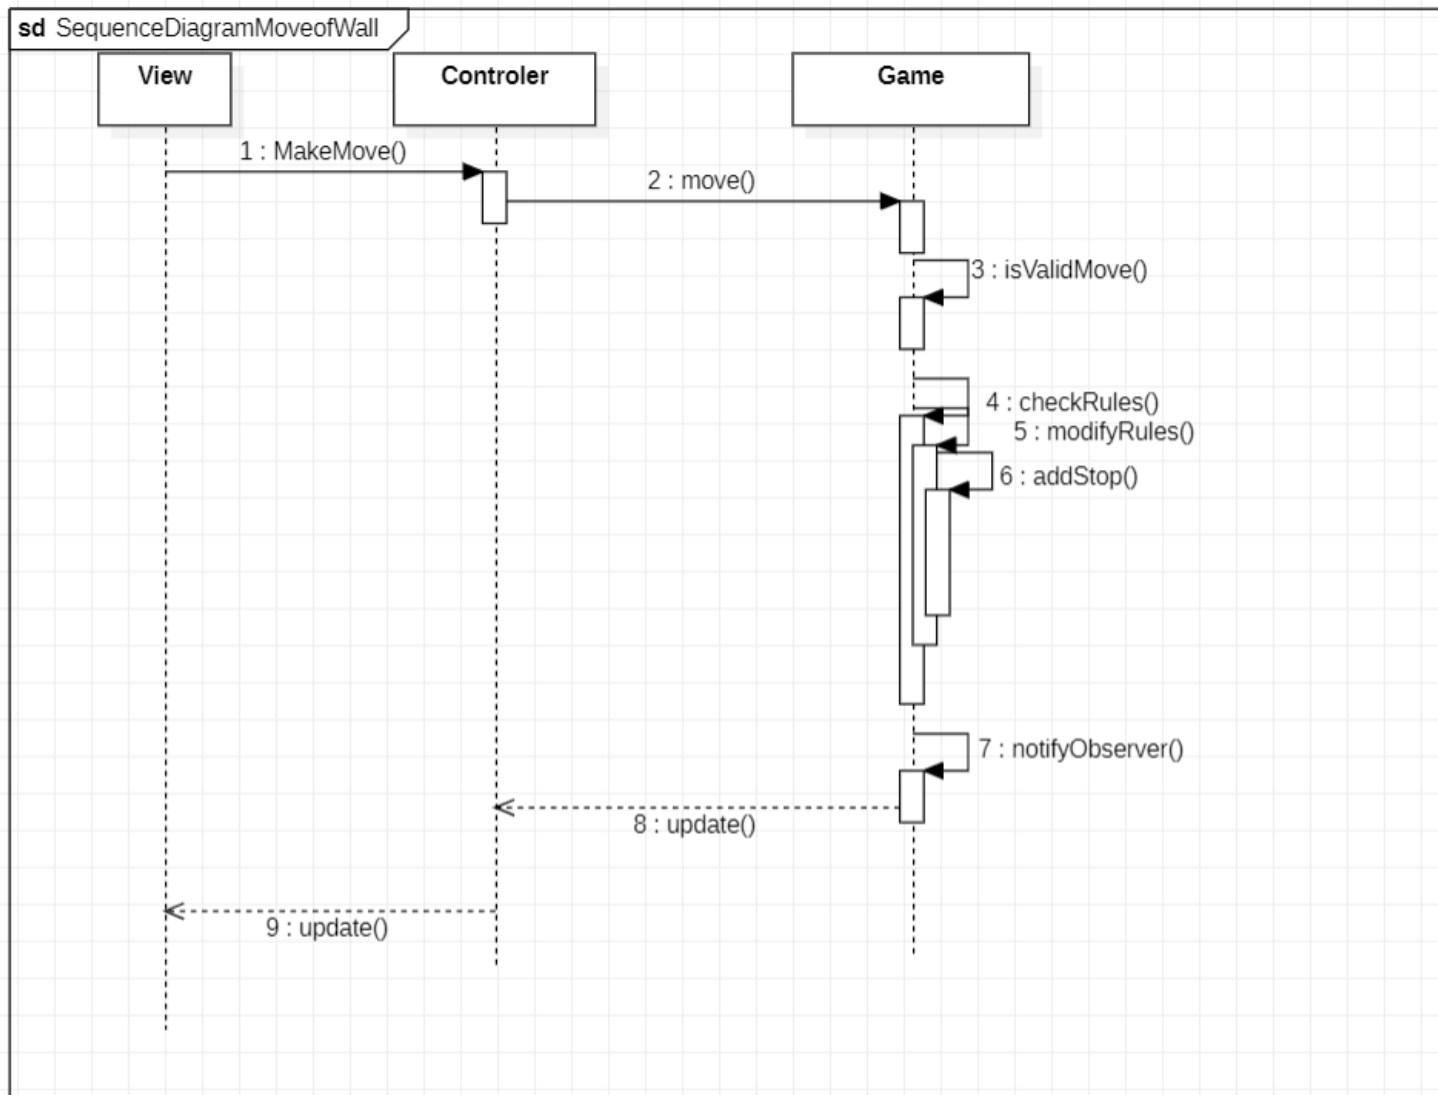 sd SequenceDiagramMoveofWall
View
Controler
Game
1 : MakeMove()
2 : move()
3 : isValidMove()
4 : checkRules()
5 : modifyRules()
6 : addStop()
7 : notifyObserver()
8 : update()
9 : update()